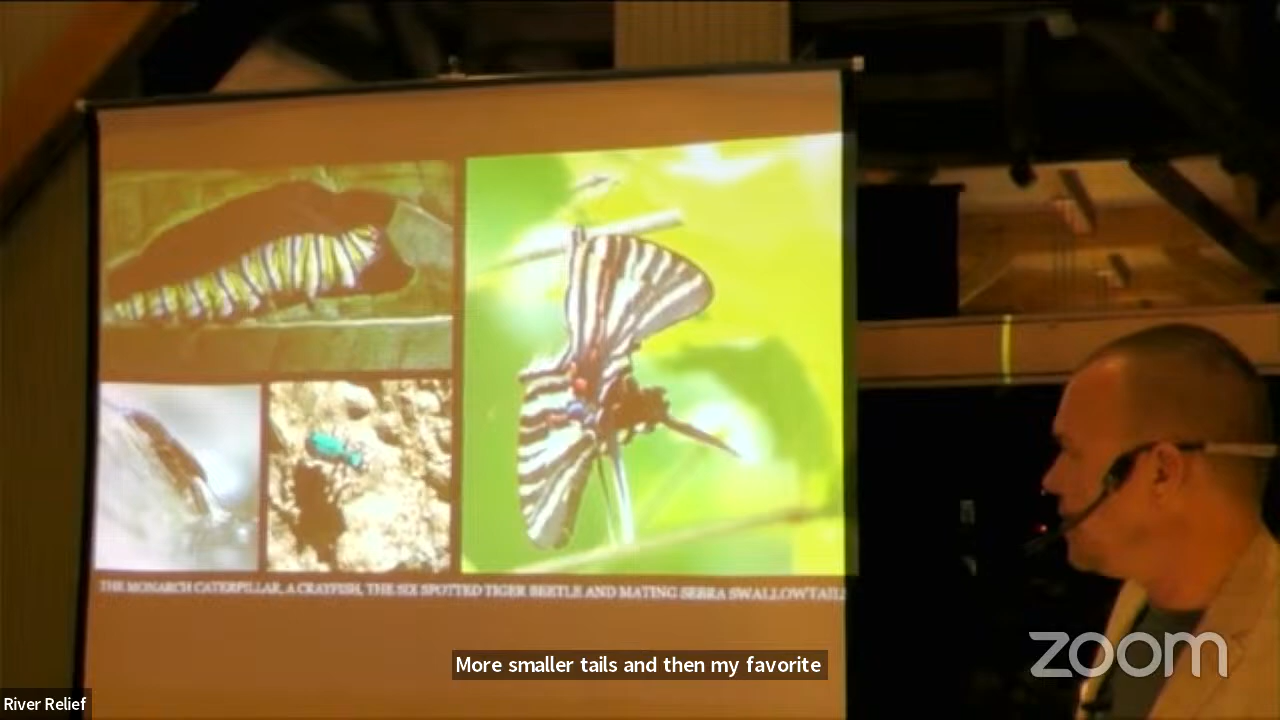 THE MONARCH CATERPILLAR, A CRAYFISH, THE SIX SPOTTED TIGER BEETLE AND MATING SEBRA SWALLOWTAILS
More smaller tails and then my favorite
zoom
River Relief